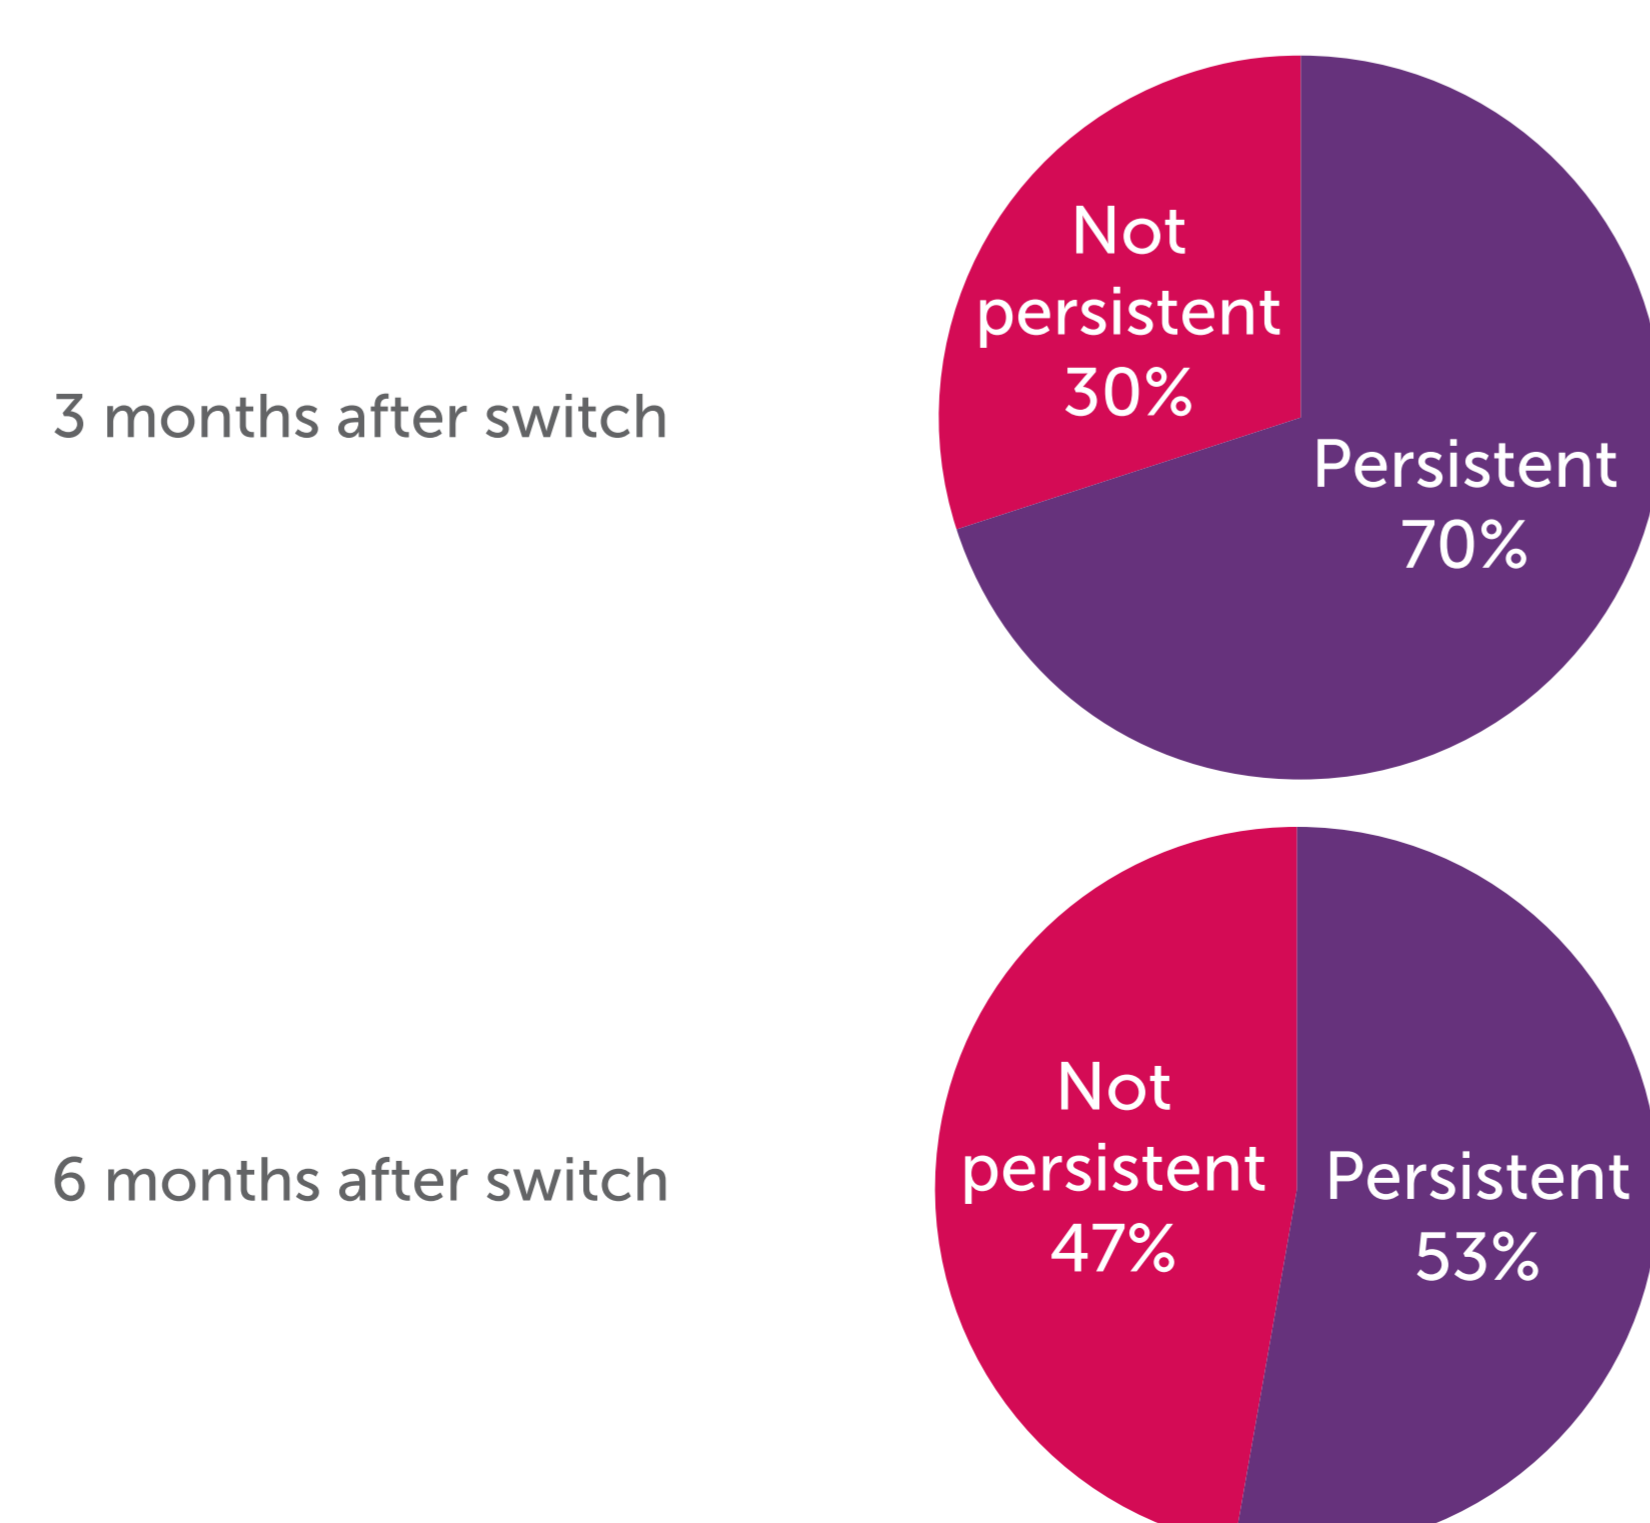 3 months after switch
Not
persistent
30%
Persistent
70%
6 months after switch
Not
persistent
47%
Persistent
53%